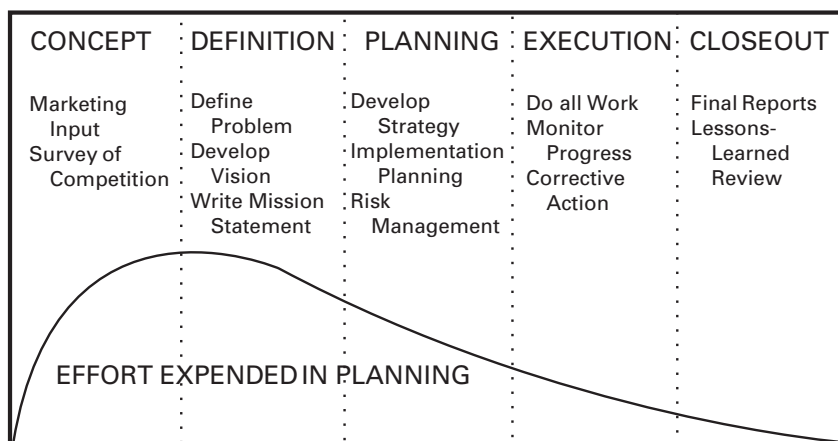 CONCEPT
Marketing
Input
Survey of
Competition
DEFINITION
Define
Problem
Develop
Vision
Write Mission
Statement
PLANNING
Develop
Strategy
Implementation
Planning
Risk
Management
EXECUTION
Do all Work
Monitor
Progress
Corrective
Action
CLOSEOUT
Final Reports
Lessons-
Learned
Review
EFFORT EXPENDED IN PLANNING